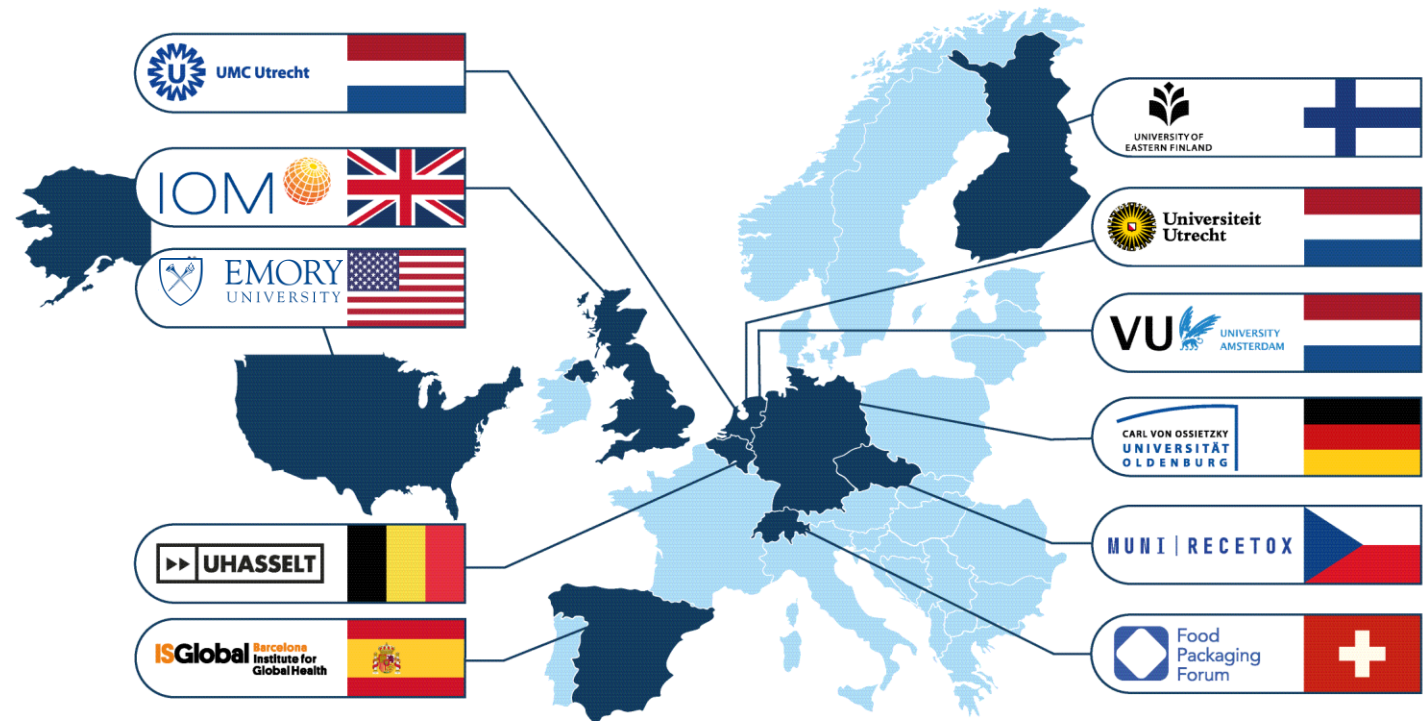 U
UMC Utrecht
IOM
EMORY
UNIVERSITY
UHASSELT
ISGlobal
Barcelona
Institute for
Global Health
UNIVERSITY OF
EASTERN FINLAND
Universiteit
Utrecht
VU
UNIVERSITY
AMSTERDAM
CARL VON OSSIETZKY
UNIVERSITÄT
OLDENBURG
MUNI | RECETOX
Food
Packaging
Forum